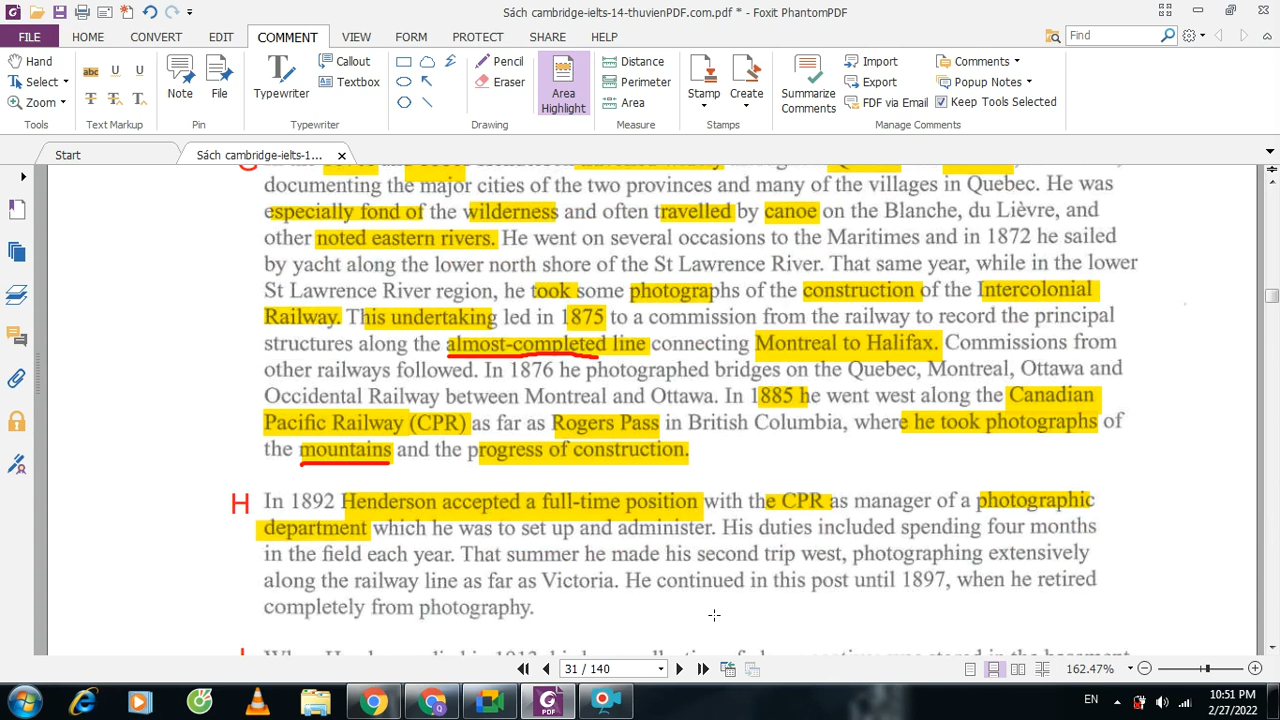 Sách cambridge-ielts-14-thuvienPDF.com.pdf * - Foxit PhantomPDF
FILE HOME CONVERT EDIT COMMENT VIEW FORM PROTECT SHARE HELP Find
Hand Select Zoom Tools
abc U U T T T Text Markup
Note File Pin
Typewriter Callout Textbox Typewriter
Pencil Eraser Area Highlight Drawing
Distance Perimeter Area Measure
Stamp Create Stamps
Summarize Comments Import Export FDF via Email Comments Popup Notes Keep Tools Selected Manage Comments
Start Sách cambridge-ielts-1...
documenting the major cities of the two provinces and many of the villages in Quebec. He was
especially fond of the wilderness and often travelled by canoe on the Blanche, du Lièvre, and
other noted eastern rivers. He went on several occasions to the Maritimes and in 1872 he sailed
by yacht along the lower north shore of the St Lawrence River. That same year, while in the lower
St Lawrence River region, he took some photographs of the construction of the Intercolonial
Railway. This undertaking led in 1875 to a commission from the railway to record the principal
structures along the almost-completed line connecting Montreal to Halifax. Commissions from
other railways followed. In 1876 he photographed bridges on the Quebec, Montreal, Ottawa and
Occidental Railway between Montreal and Ottawa. In 1885 he went west along the Canadian
Pacific Railway (CPR) as far as Rogers Pass in British Columbia, where he took photographs of
the mountains and the progress of construction.
H In 1892 Henderson accepted a full-time position with the CPR as manager of a photographic
department which he was to set up and administer. His duties included spending four months
in the field each year. That summer he made his second trip west, photographing extensively
along the railway line as far as Victoria. He continued in this post until 1897, when he retired
completely from photography.
31 / 140 162.47%
EN 10:51 PM
2/27/2022